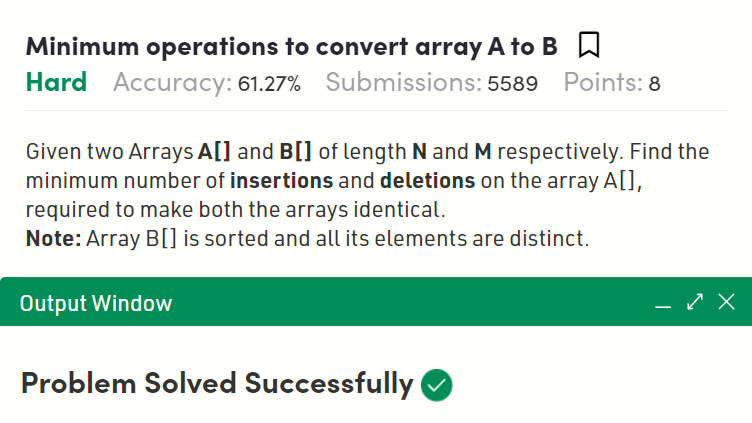 Minimum operations to convert array A to B
Hard Accuracy: 61.27% Submissions: 5589 Points: 8
Given two Arrays A[] and B[] of length N and M respectively. Find the
minimum number of insertions and deletions on the array A[],
required to make both the arrays identical.
Note: Array B[] is sorted and all its elements are distinct.
Output Window
Problem Solved Successfully